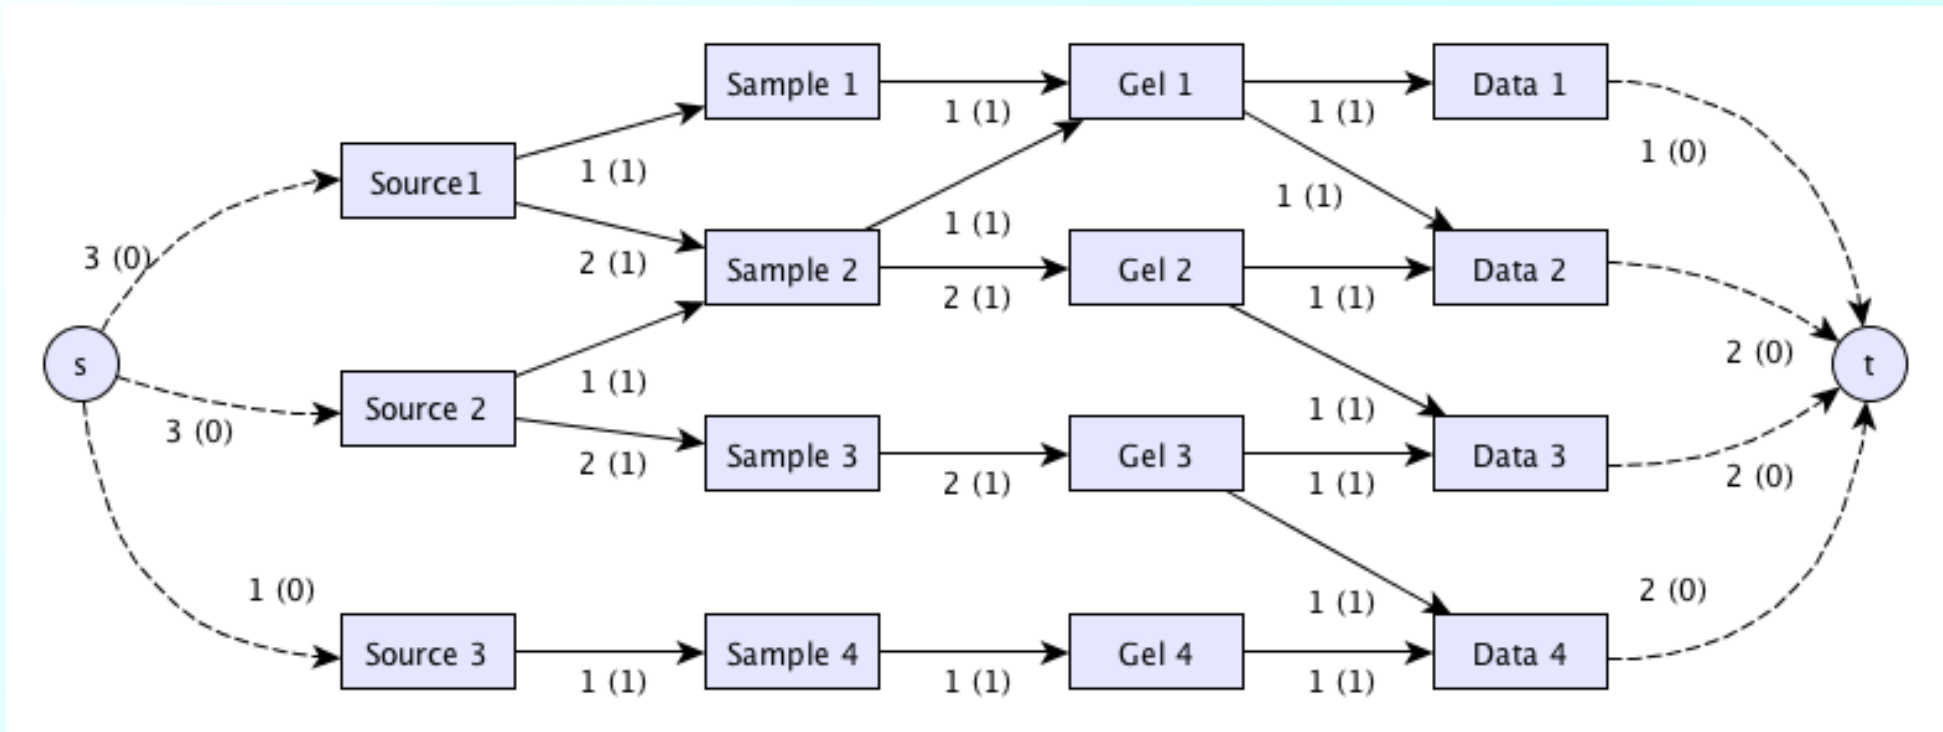 Sample 1
Gel 1
Data 1
1 (1)
1 (1)
1 (0)
Source1
1 (1)
1 (1)
1 (1)
3 (0)
2 (1)
Sample 2
Gel 2
Data 2
2 (1)
1 (1)
2 (0)
s
t
1 (1)
Source 2
1 (1)
3 (0)
2 (1)
Sample 3
Gel 3
Data 3
2 (1)
1 (1)
2 (0)
1 (0)
1 (1)
2 (0)
Source 3
Sample 4
Gel 4
Data 4
1 (1)
1 (1)
1 (1)